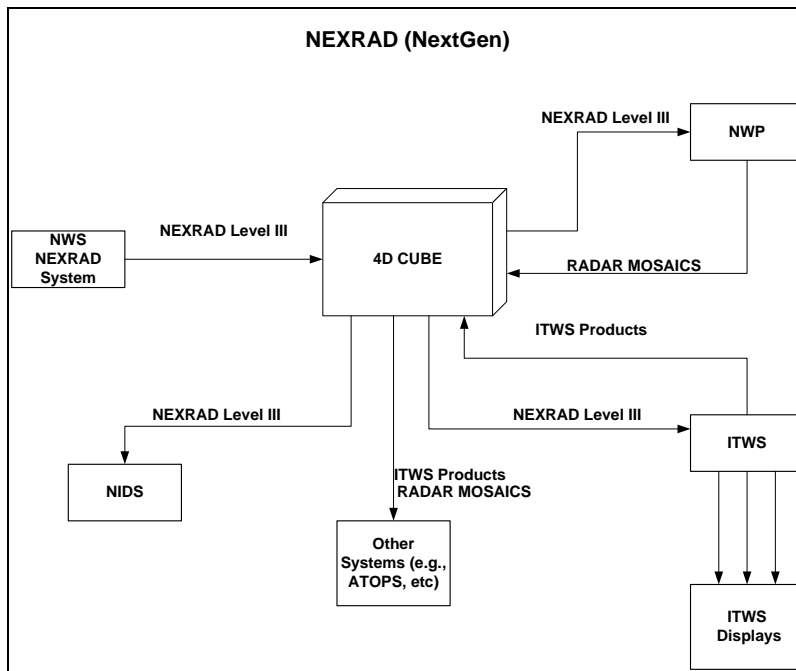 NEXRAD (NextGen)
NEXRAD Level III
NWP
NWS
NEXRAD
System
NEXRAD Level III
4D CUBE
RADAR MOSAICS
ITWS Products
NEXRAD Level III
NEXRAD Level III
ITWS
NIDS
ITWS Products
RADAR MOSAICS
Other
Systems (e.g.,
ATOPS, etc)
ITWS
Displays